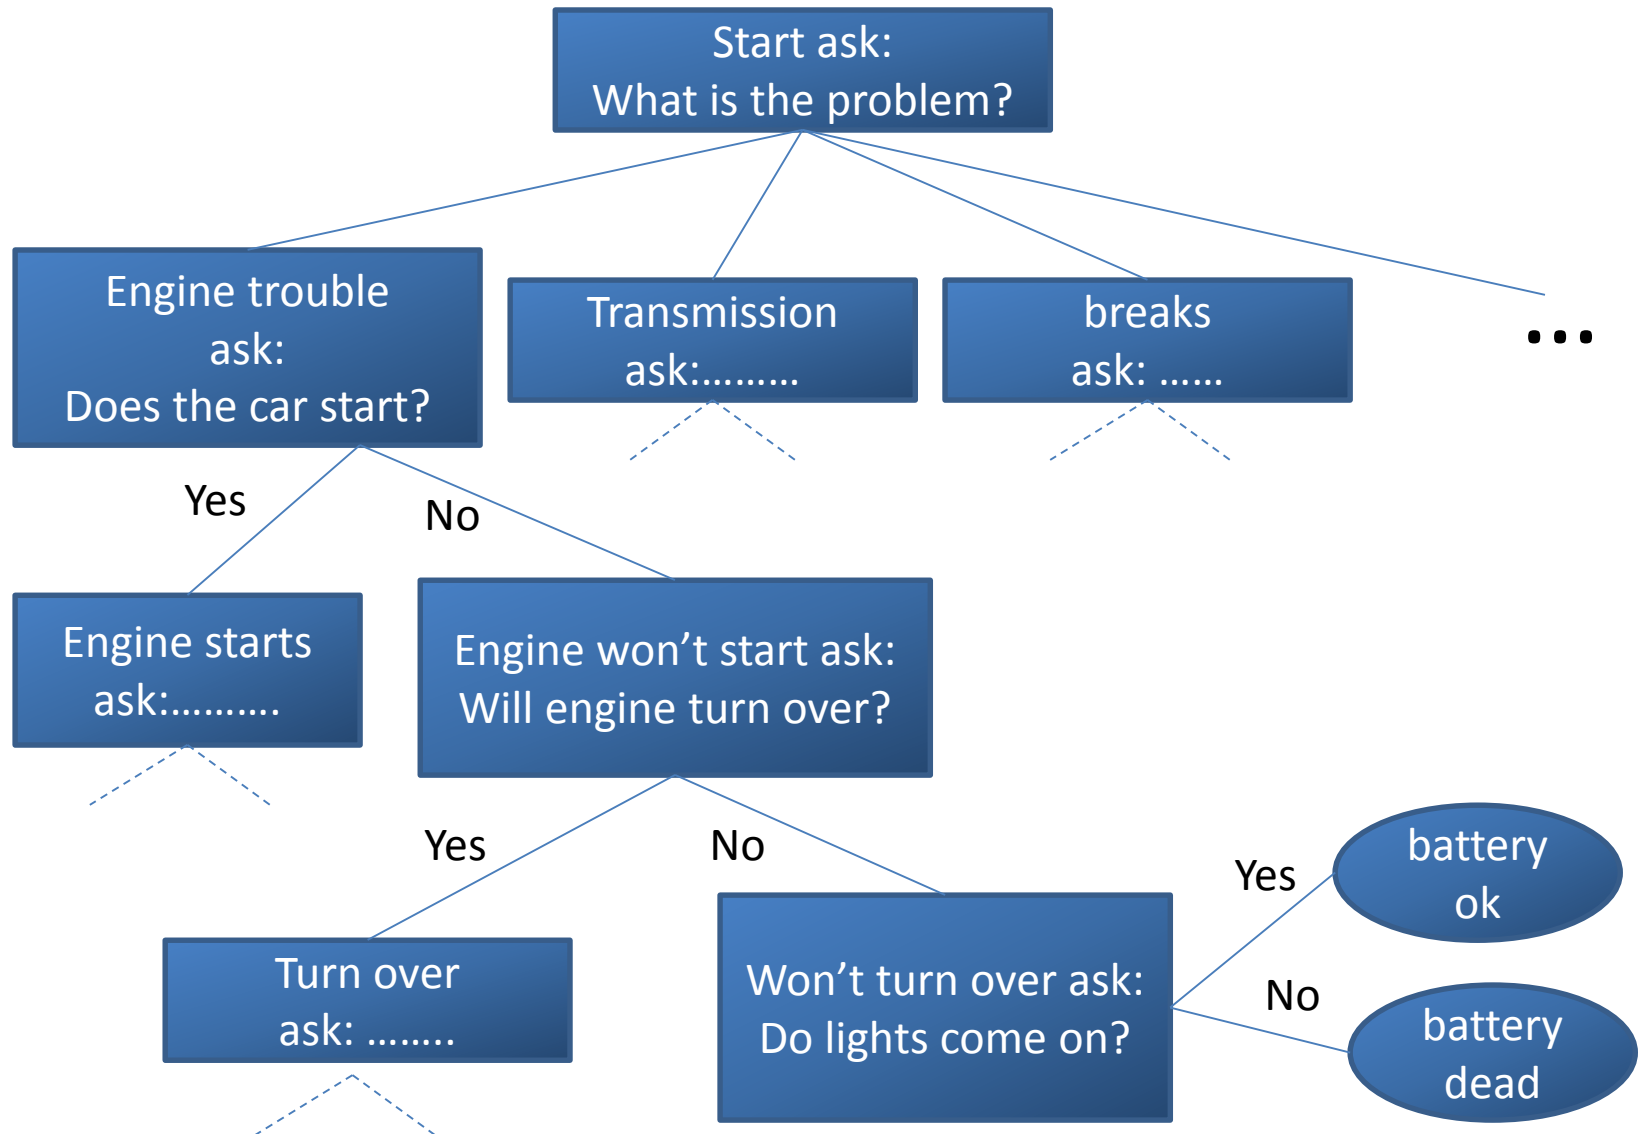 Start ask:
What is the problem?
Engine trouble
ask:
Does the car start?
Transmission
ask:………
breaks
ask: ……
...
Yes
No
Engine starts
ask:……….
Engine won’t start ask:
Will engine turn over?
Yes
No
Turn over
ask: ……..
Won’t turn over ask:
Do lights come on?
Yes
No
battery
ok
battery
dead